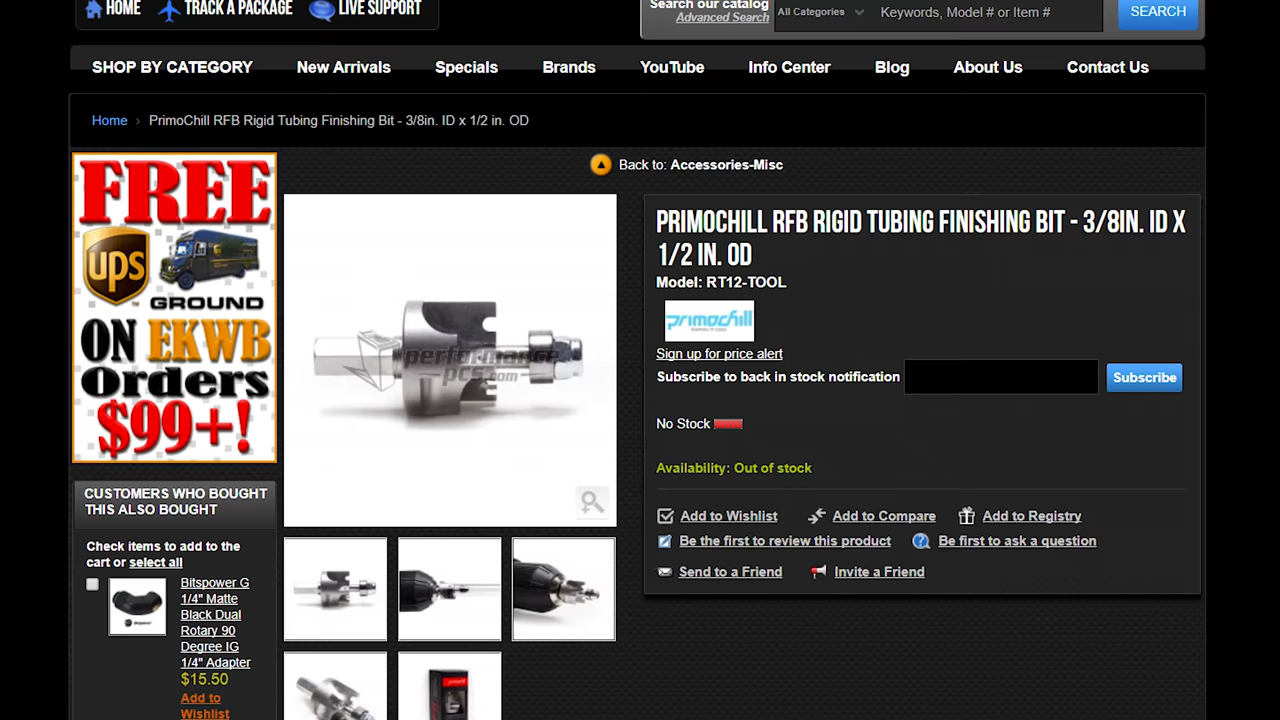 HOME
TRACK A PACKAGE
LIVE SUPPORT
Search our catalog
Advanced Search
All Categories
Keywords, Model # or Item #
SEARCH
SHOP BY CATEGORY
New Arrivals
Specials
Brands
YouTube
Info Center
Blog
About Us
Contact Us
Home › PrimoChill RFB Rigid Tubing Finishing Bit - 3/8in. ID x 1/2 in. OD
FREE
ups
GROUND
ON EKWB
Orders
$99+!
Back to: Accessories-Misc
performance
pcs.com
PRIMOCHILL RFB RIGID TUBING FINISHING BIT - 3/8IN. ID X
1/2 IN. OD
Model: RT12-TOOL
primochill
Sign up for price alert
Subscribe to back in stock notification
Subscribe
No Stock
Availability: Out of stock
Add to Wishlist
Add to Compare
Add to Registry
Be the first to review this product
Be first to ask a question
Send to a Friend
Invite a Friend
CUSTOMERS WHO BOUGHT
THIS ALSO BOUGHT
Check items to add to the
cart or select all
Bitspower G
1/4" Matte
Black Dual
Rotary 90
Degree IG
1/4" Adapter
$15.50
Add to
Wishlist